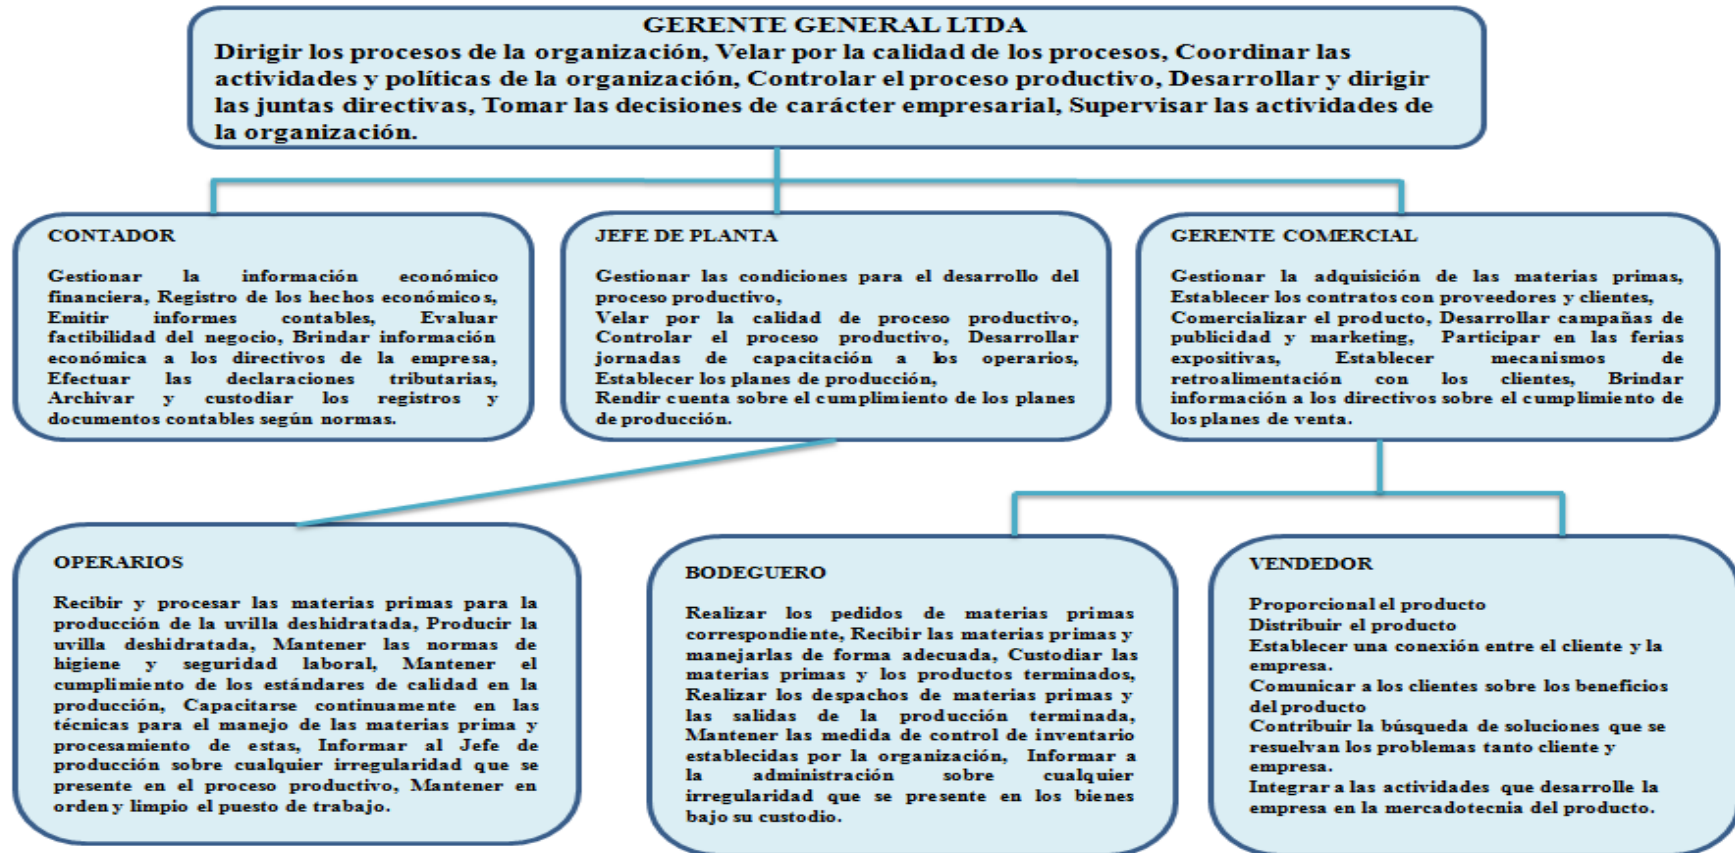 GERENTE GENERAL LTDA
Dirigir los procesos de la organización, Velar por la calidad de los procesos, Coordinar las
actividades y políticas de la organización, Controlar el proceso productivo, Desarrollar y dirigir
las juntas directivas, Tomar las decisiones de carácter empresarial, Supervisar las actividades de
la organización.
CONTADOR
Gestionar la información económico
financiera, Registro de los hechos económicos,
Emitir informes contables, Evaluar
factibilidad del negocio, Brindar información
económica a los directivos de la empresa,
Efectuar las declaraciones tributarias,
Archivar y custodiar los registros y
documentos contables según normas.
JEFE DE PLANTA
Gestionar las condiciones para el desarrollo del
proceso productivo,
Velar por la calidad de proceso productivo,
Controlar el proceso productivo, Desarrollar
jornadas de capacitación a los operarios,
Establecer los planes de producción,
Rendir cuenta sobre el cumplimiento de los planes
de producción.
GERENTE COMERCIAL
Gestionar la adquisición de las materias primas,
Establecer los contratos con proveedores y clientes,
Comercializar el producto, Desarrollar campañas de
publicidad y marketing, Participar en las ferias
expositivas, Establecer mecanismos de
retroalimentación con los clientes, Brindar
información a los directivos sobre el cumplimiento de
los planes de venta.
OPERARIOS
Recibir y procesar las materias primas para la
producción de la uvilla deshidratada, Producir la
uvilla deshidratada, Mantener las normas de
higiene y seguridad laboral, Mantener el
cumplimiento de los estándares de calidad en la
producción, Capacitarse continuamente en las
técnicas para el manejo de las materias prima y
procesamiento de estas, Informar al Jefe de
producción sobre cualquier irregularidad que se
presente en el proceso productivo, Mantener en
orden y limpio el puesto de trabajo.
BODEGUERO
Realizar los pedidos de materias primas
correspondiente, Recibir las materias primas y
manejarlas de forma adecuada, Custodiar las
materias primas y los productos terminados,
Realizar los despachos de materias primas y
las salidas de la producción terminada,
Mantener las medida de control de inventario
establecidas por la organización, Informar a
la administración sobre cualquier
irregularidad que se presente en los bienes
bajo su custodio.
VENDEDOR
Proporcional el producto
Distribuir el producto
Establecer una conexión entre el cliente y la
empresa.
Comunicar a los clientes sobre los beneficios
del producto
Contribuir la búsqueda de soluciones que se
resuelvan los problemas tanto cliente y
empresa.
Integrar a las actividades que desarrolle la
empresa en la mercadotecnia del producto.